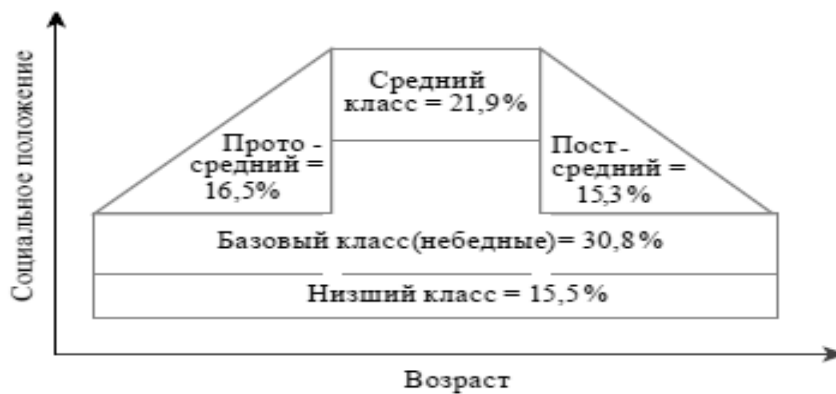 Социальное положение
Средний
класс = 21,9%
Прото -
средний =
16,5%
Пост-
средний =
15,3%
Базовый класс(небедные)= 30,8%
Низший класс = 15,5%
Возраст